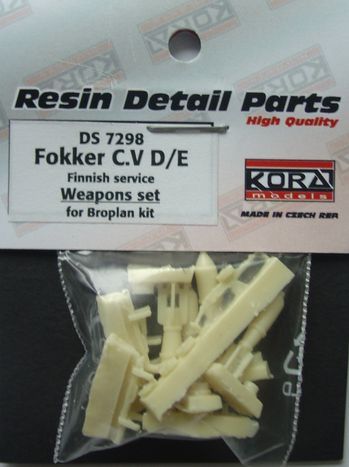 Resin Detail Parts
High Quality
DS 7298
Fokker C.V D/E
Finnish service
Weapons set
for Broplan kit
KORA
models
MADE IN CZECH REP.